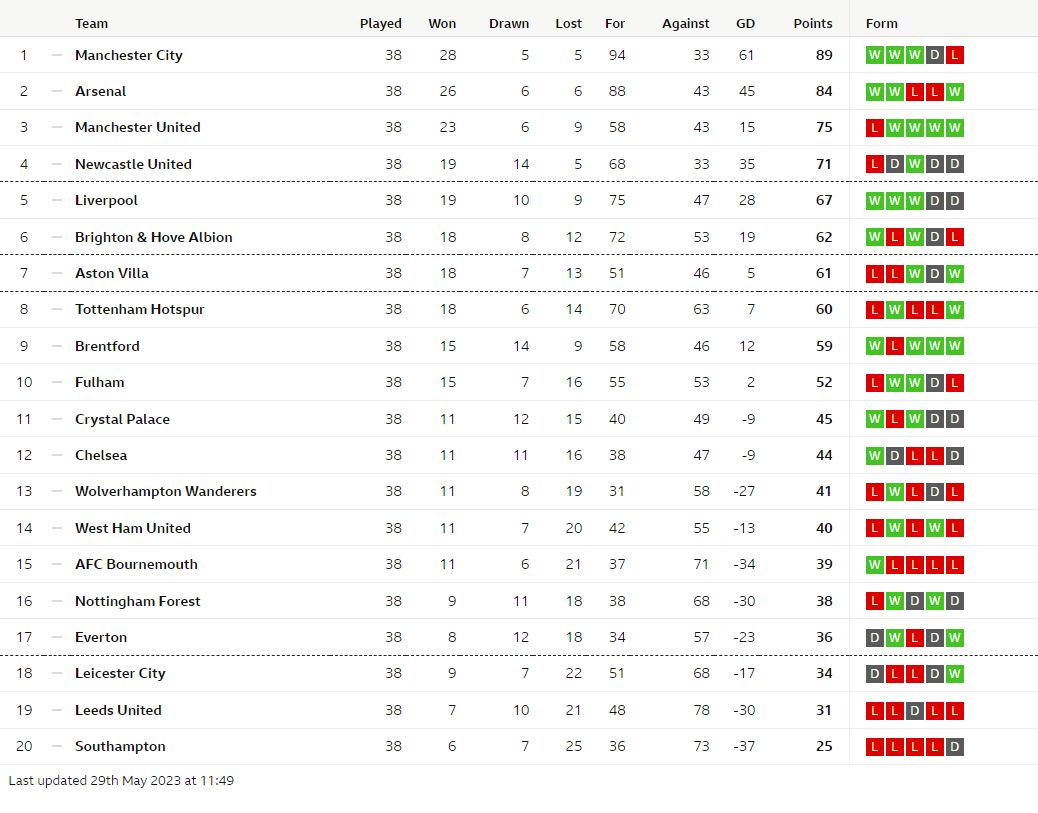 Team Played Won Drawn Lost For Against GD Points Form
1 Manchester City 38 28 5 5 94 33 61 89 W W W D L
2 Arsenal 38 26 6 6 88 43 45 84 W W L L W
3 Manchester United 38 23 6 9 58 43 15 75 L W W W W
4 Newcastle United 38 19 14 5 68 33 35 71 L D W D D
5 Liverpool 38 19 10 9 75 47 28 67 W W W D D
6 Brighton & Hove Albion 38 18 8 12 72 53 19 62 W L W D L
7 Aston Villa 38 18 7 13 51 46 5 61 L L W D W
8 Tottenham Hotspur 38 18 6 14 70 63 7 60 L W L L W
9 Brentford 38 15 14 9 58 46 12 59 W L W W W
10 Fulham 38 15 7 16 55 53 2 52 L W W D L
11 Crystal Palace 38 11 12 15 40 49 -9 45 W L W D D
12 Chelsea 38 11 11 16 38 47 -9 44 W D L L D
13 Wolverhampton Wanderers 38 11 8 19 31 58 -27 41 L W L D L
14 West Ham United 38 11 7 20 42 55 -13 40 L W L W L
15 AFC Bournemouth 38 11 6 21 37 71 -34 39 W L L L L
16 Nottingham Forest 38 9 11 18 38 68 -30 38 L W D W D
17 Everton 38 8 12 18 34 57 -23 36 D W L D W
18 Leicester City 38 9 7 22 51 68 -17 34 D L L D W
19 Leeds United 38 7 10 21 48 78 -30 31 L L D L L
20 Southampton 38 6 7 25 36 73 -37 25 L L L L D
Last updated 29th May 2023 at 11:49